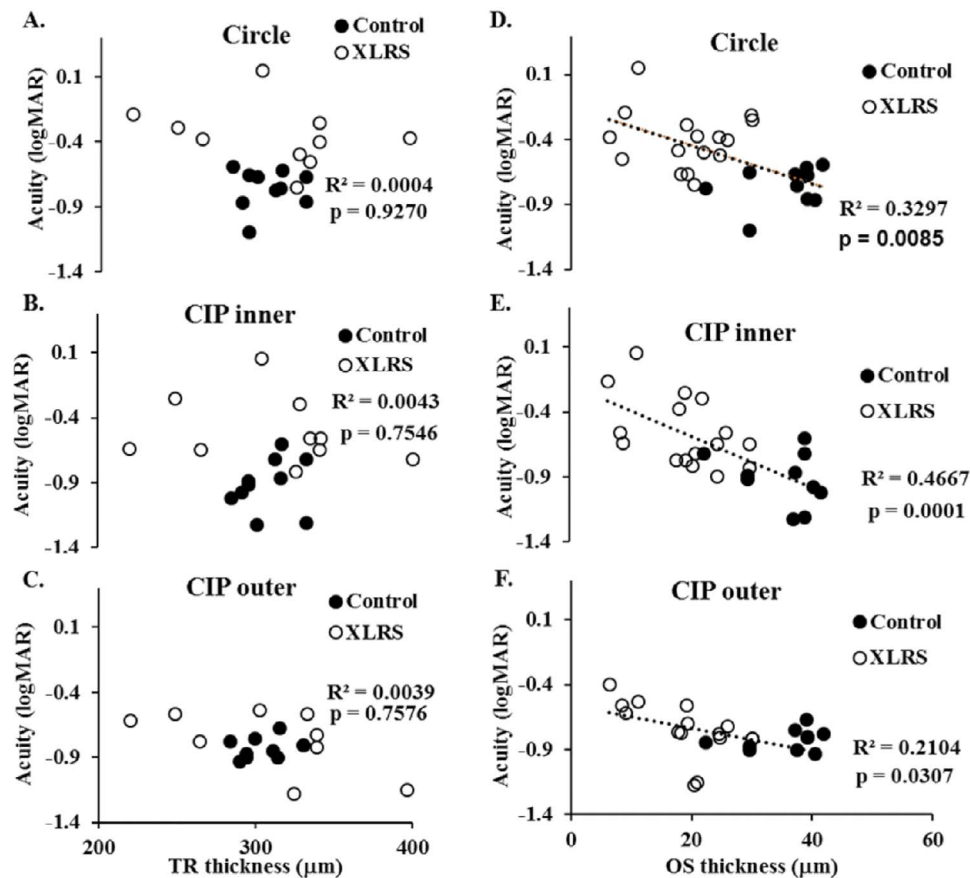 A.
Circle
Control
XLRS
Acuity (logMAR)
0.1
-0.4
-0.9
-1.4
R² = 0.0004
p = 0.9270
B.
CIP inner
Control
XLRS
Acuity (logMAR)
0.1
-0.4
-0.9
-1.4
R² = 0.0043
p = 0.7546
C.
CIP outer
Control
XLRS
Acuity (logMAR)
0.1
-0.4
-0.9
-1.4
R² = 0.0039
p = 0.7576
200
300
400
TR thickness (µm)
D.
Circle
Control
XLRS
Acuity (logMAR)
0.1
-0.4
-0.9
-1.4
R² = 0.3297
p = 0.0085
E.
CIP inner
Control
XLRS
Acuity (logMAR)
0.1
-0.4
-0.9
-1.4
R² = 0.4667
p = 0.0001
F.
CIP outer
Control
XLRS
Acuity (logMAR)
0.1
-0.4
-0.9
-1.4
R² = 0.2104
p = 0.0307
0
20
40
60
OS thickness (µm)